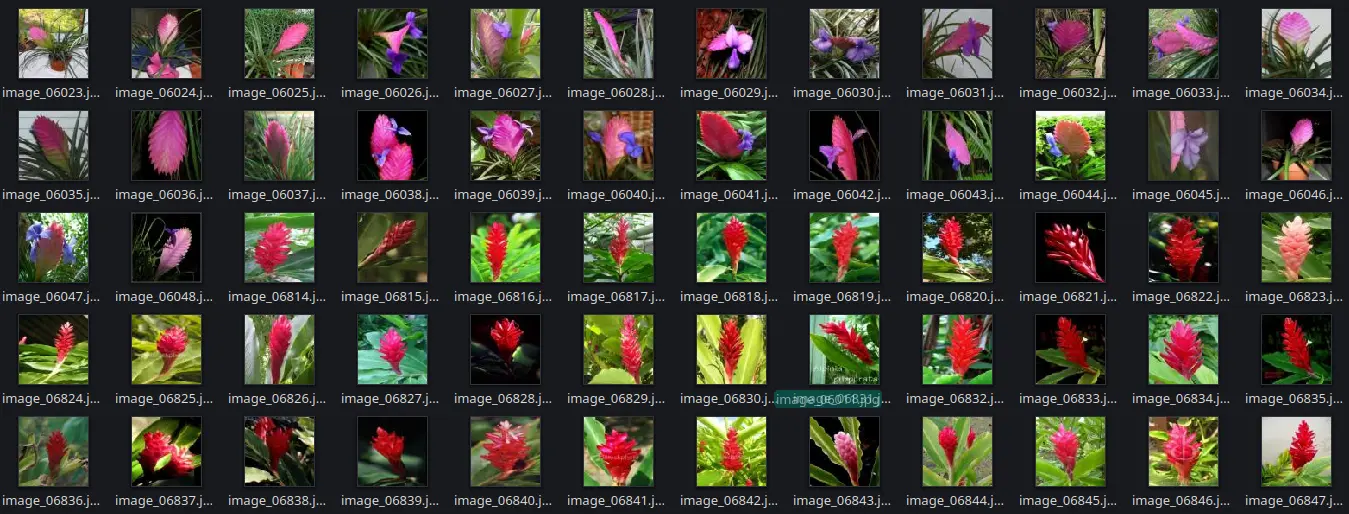 image_06023.j... image_06024.j... image_06025.j... image_06026.j... image_06027.j... image_06028.j... image_06029.j... image_06030.j... image_06031.j... image_06032.j... image_06033.j... image_06034.j...
image_06035.j... image_06036.j... image_06037.j... image_06038.j... image_06039.j... image_06040.j... image_06041.j... image_06042.j... image_06043.j... image_06044.j... image_06045.j... image_06046.j...
image_06047.j... image_06048.j... image_06814.j... image_06815.j... image_06816.j... image_06817.j... image_06818.j... image_06819.j... image_06820.j... image_06821.j... image_06822.j... image_06823.j...
Alpinia
purpurata
image_06824.j... image_06825.j... image_06826.j... image_06827.j... image_06828.j... image_06829.j... image_06830.j... image_06832.j... image_06833.j... image_06834.j... image_06835.j...
image_06836.j... image_06837.j... image_06838.j... image_06839.j... image_06840.j... image_06841.j... image_06842.j... image_06843.j... image_06844.j... image_06845.j... image_06846.j... image_06847.j...